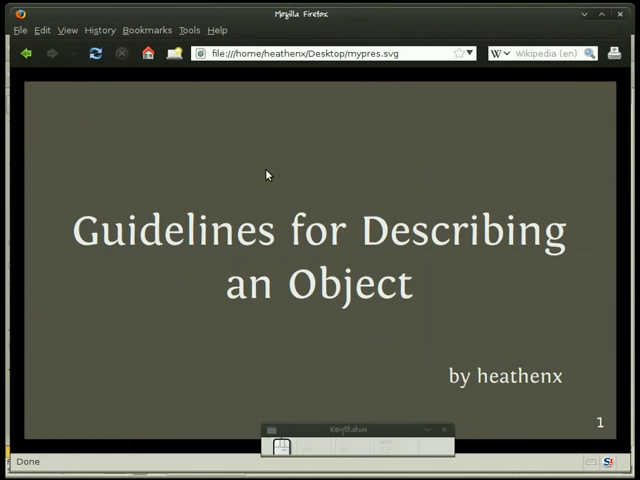 Mozilla Firefox
File Edit View History Bookmarks Tools Help
file:///home/heathenx/Desktop/mypres.svg
W Wikipedia (en)
Guidelines for Describing
an Object
by heathenx
1
KeyStatus
Done